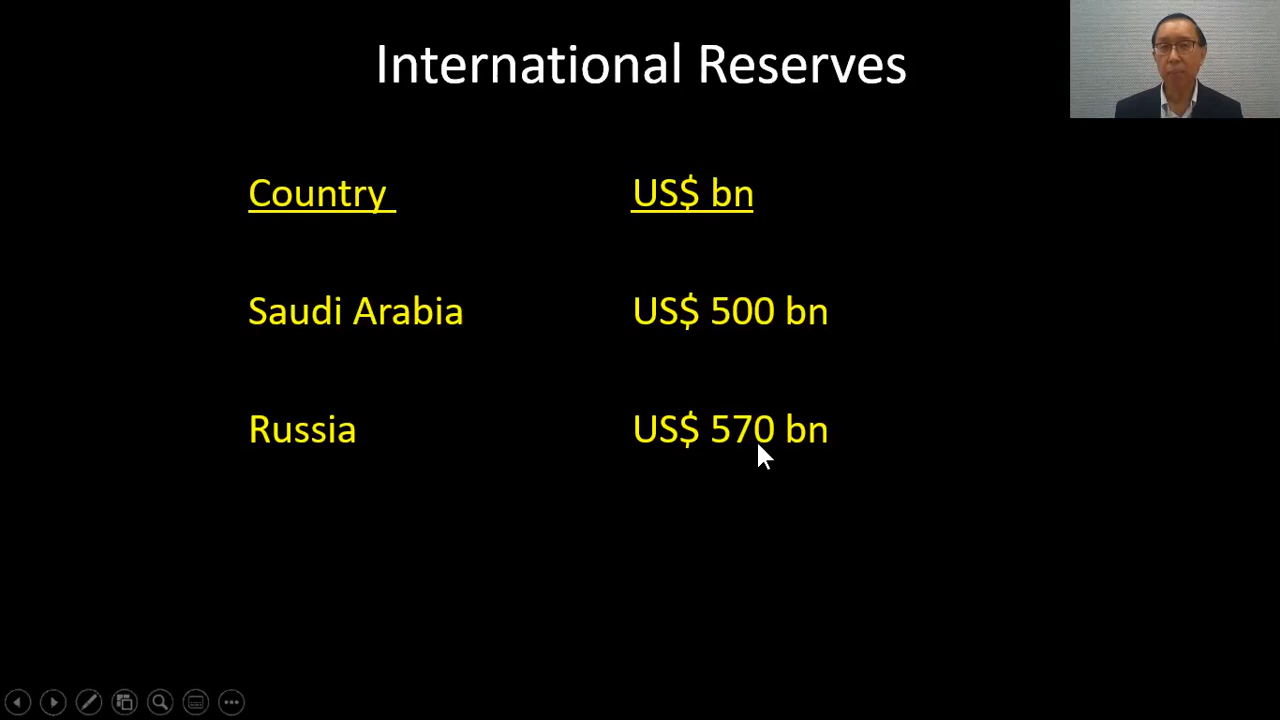 International Reserves
Country US$ bn
Saudi Arabia US$ 500 bn
Russia US$ 570 bn